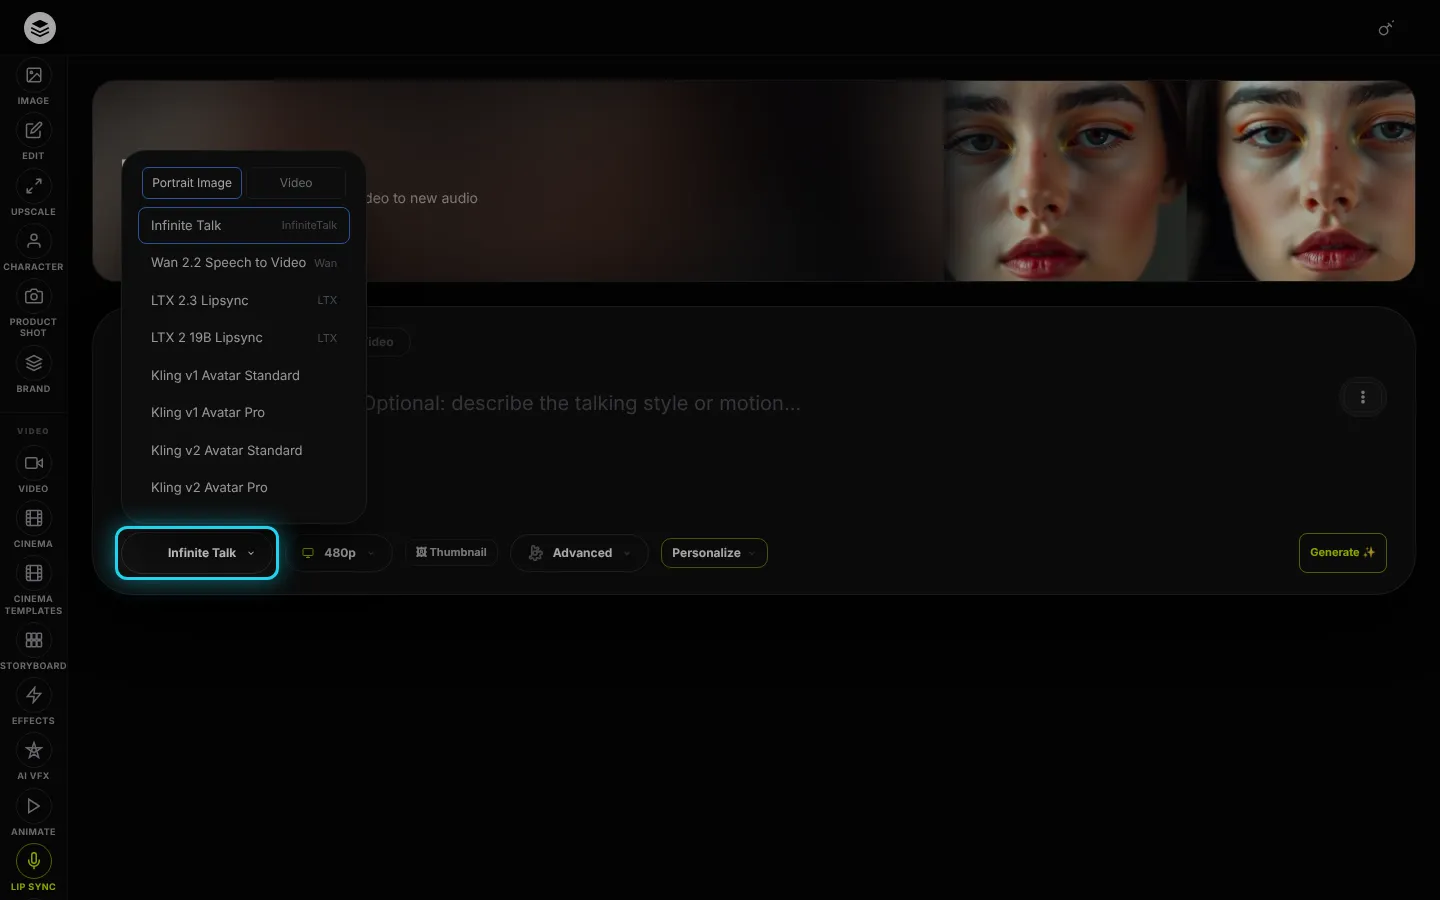 IMAGE
EDIT
UPSCALE
CHARACTER
PRODUCT
SHOT
BRAND
VIDEO
VIDEO
CINEMA
CINEMA
TEMPLATES
STORYBOARD
EFFECTS
AI VFX
ANIMATE
LIP SYNC
deo to new audio
Portrait Image Video
Infinite Talk InfiniteTalk
Wan 2.2 Speech to Video Wan
LTX 2.3 Lipsync LTX
LTX 2 19B Lipsync LTX
Kling v1 Avatar Standard
Kling v1 Avatar Pro
Kling v2 Avatar Standard
Kling v2 Avatar Pro
ideo
Optional: describe the talking style or motion...
Infinite Talk 480p Thumbnail Advanced Personalize Generate ✨